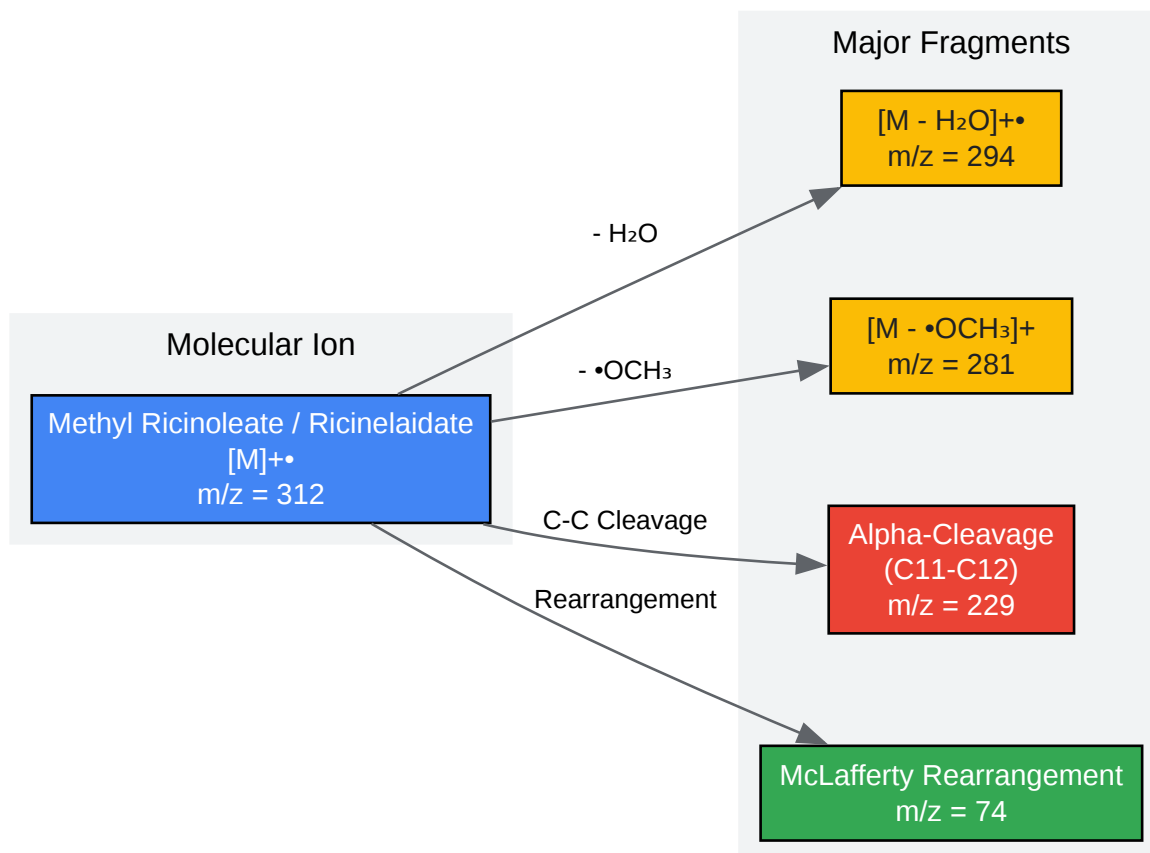 Major Fragments
[M - H₂O]+•
m/z = 294
- H₂O
[M - •OCH₃]+
m/z = 281
Molecular Ion
- •OCH₃
Methyl Ricinoleate / Ricinelaidate
[M]+•
m/z = 312
C-C Cleavage
Alpha-Cleavage
(C11-C12)
m/z = 229
Rearrangement
McLafferty Rearrangement
m/z = 74